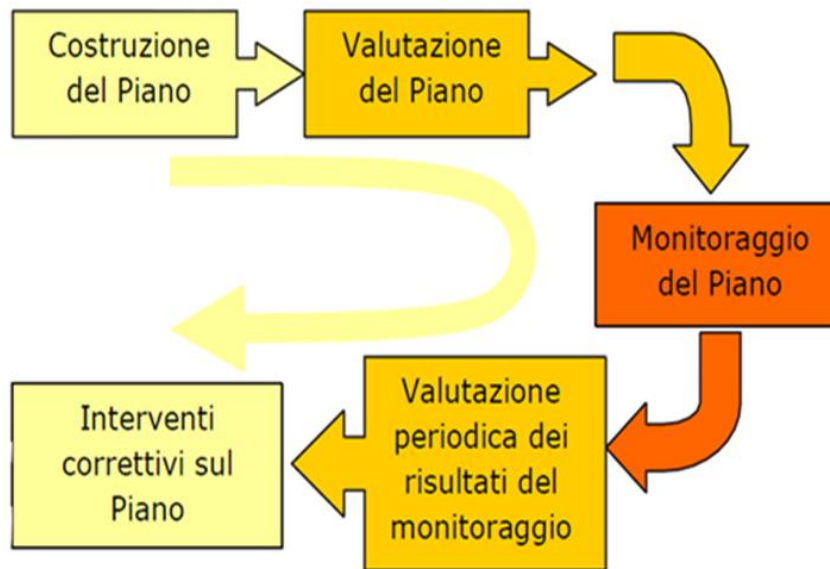 Costruzione
del Piano
Valutazione
del Piano
Monitoraggio
del Piano
Valutazione
periodica dei
risultati del
monitoraggio
Interventi
correttivi sul
Piano